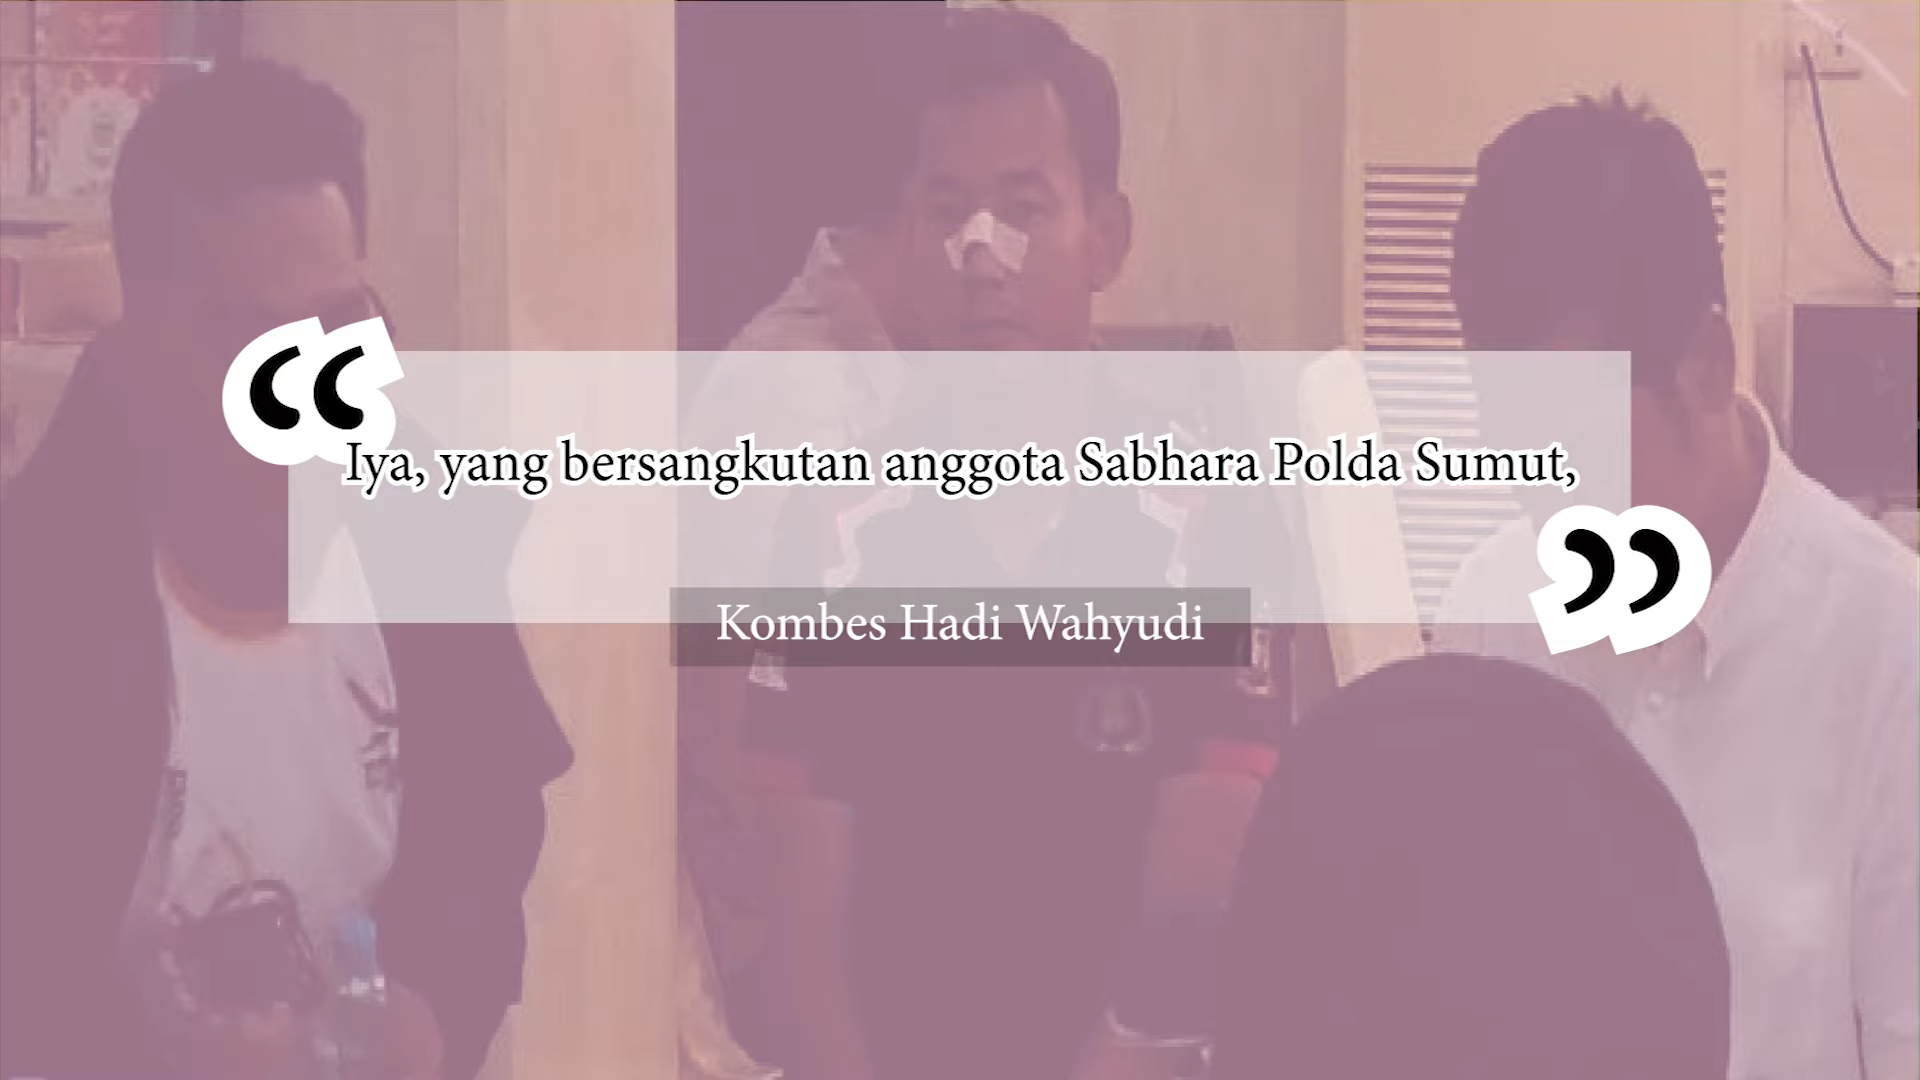 Iya, yang bersangkutan anggota Sabhara Polda Sumut,
Kombes Hadi Wahyudi